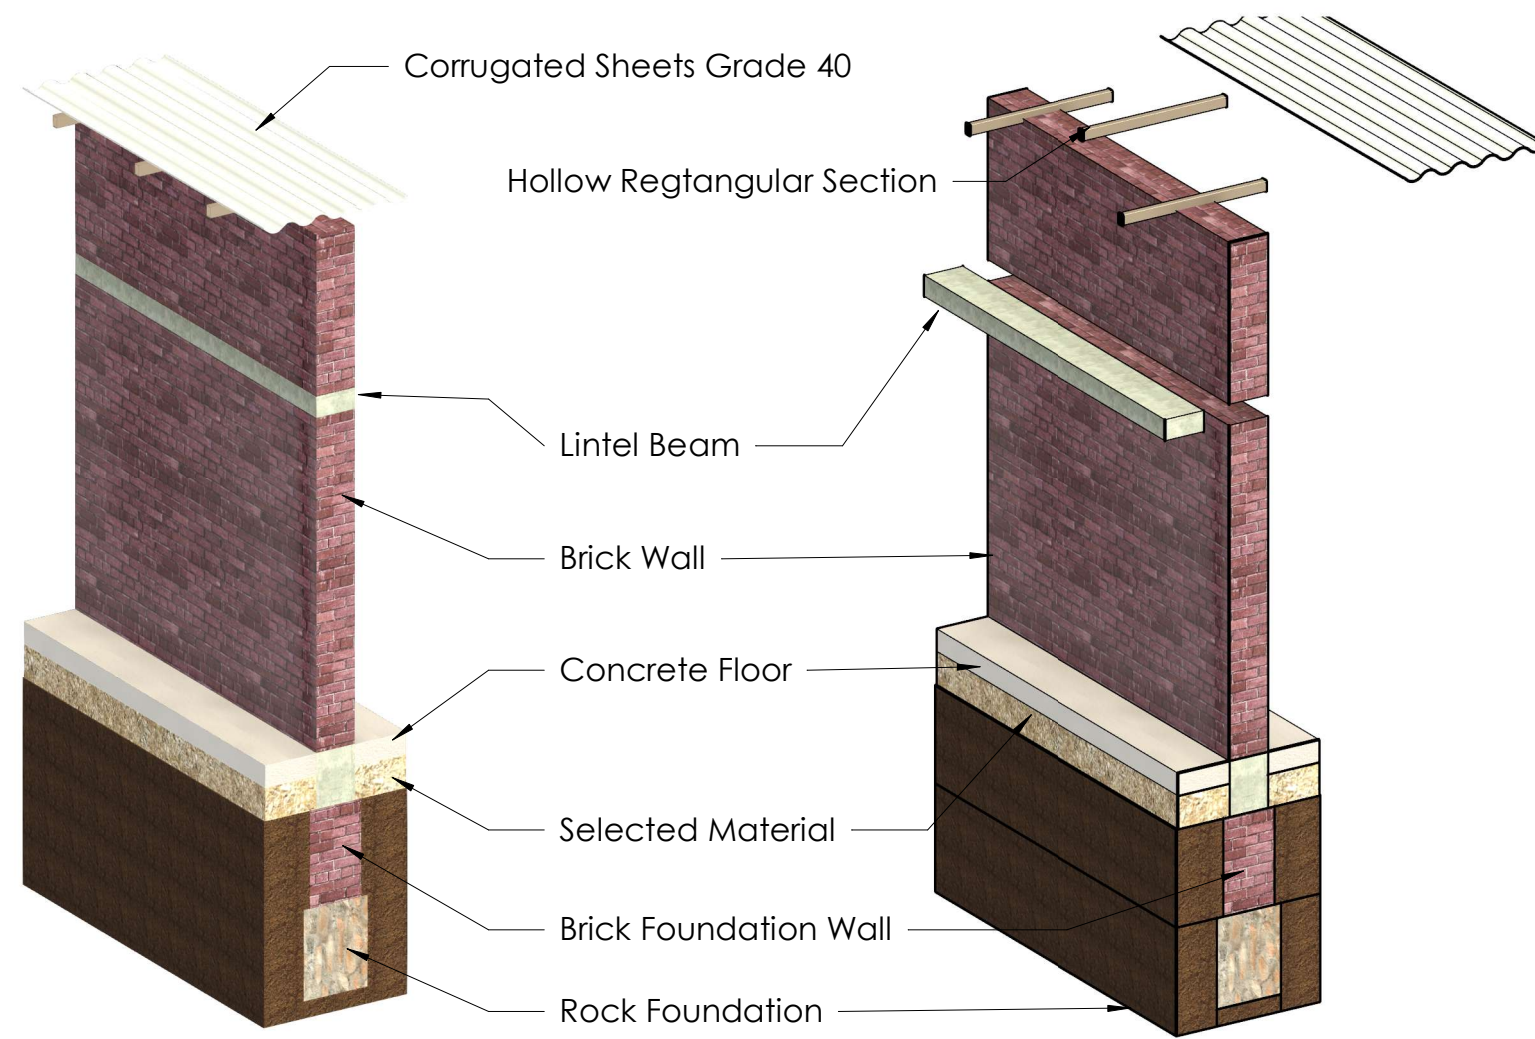 Corrugated Sheets Grade 40
Hollow Regtangular Section
Lintel Beam
Brick Wall
Concrete Floor
Selected Material
Brick Foundation Wall
Rock Foundation